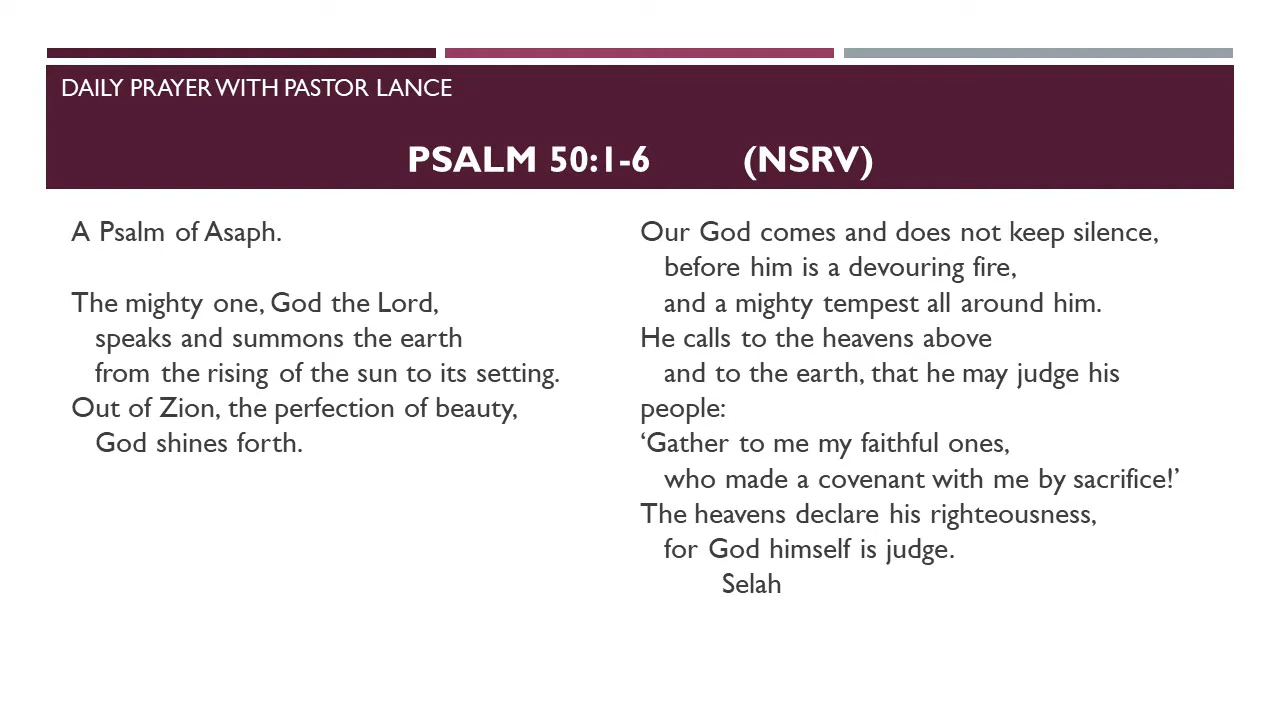 DAILY PRAYER WITH PASTOR LANCE
PSALM 50:1-6 (NSRV)
A Psalm of Asaph.
The mighty one, God the Lord,
speaks and summons the earth
from the rising of the sun to its setting.
Out of Zion, the perfection of beauty,
God shines forth.
Our God comes and does not keep silence,
before him is a devouring fire,
and a mighty tempest all around him.
He calls to the heavens above
and to the earth, that he may judge his
people:
‘Gather to me my faithful ones,
who made a covenant with me by sacrifice!’
The heavens declare his righteousness,
for God himself is judge.
Selah